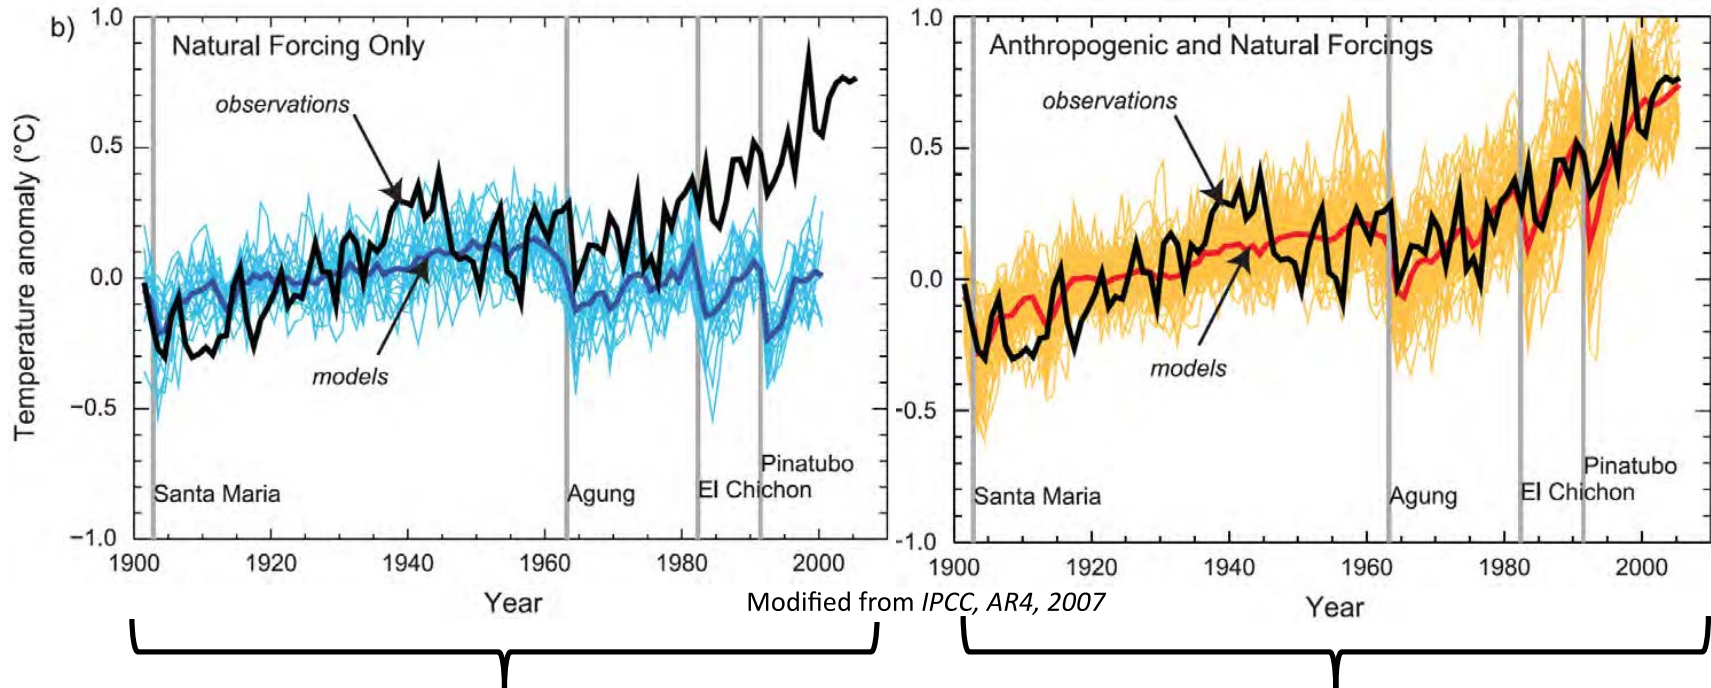 b)
Natural Forcing Only
observations
models
Temperature anomaly (°C)
1.0
0.5
0.0
−0.5
−1.0
Santa Maria
Agung
El Chichon
Pinatubo
1900 1920 1940 1960 1980 2000
Year
Anthropogenic and Natural Forcings
observations
models
1.0
0.5
0.0
-0.5
-1.0
Santa Maria
Agung
El Chichon
Pinatubo
1900 1920 1940 1960 1980 2000
Year
Modified from IPCC, AR4, 2007